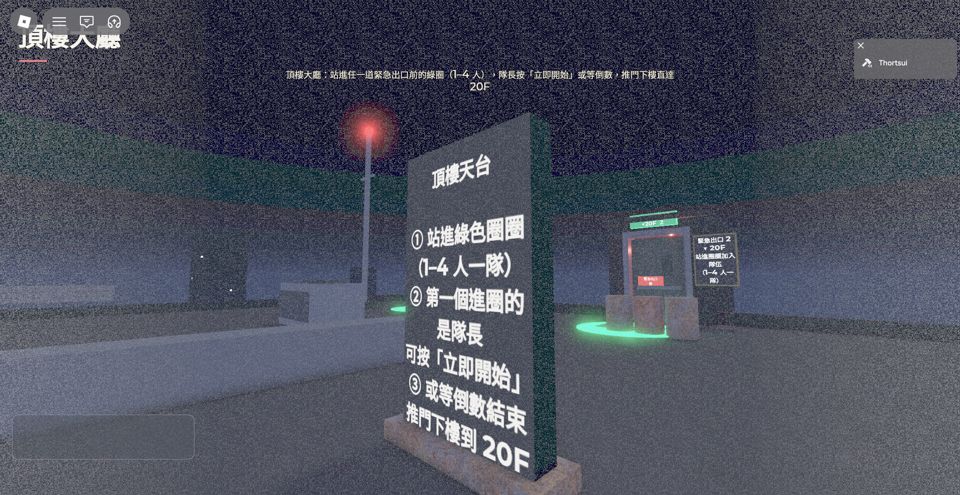 頂樓大廳
頂樓大廳：站進任一道緊急出口前的綠圈（1–4 人），隊長按「立即開始」或等倒數，推門下樓直達
20F
Thortsui
頂樓天台
① 站進綠色圈圈
（1–4 人一隊）
② 第一個進圈的
是隊長
可按「立即開始」
③ 或等倒數結束
推門下樓到 20F
緊急出口 2
站進圈圈加入
隊伍
（1–4 人一
隊）